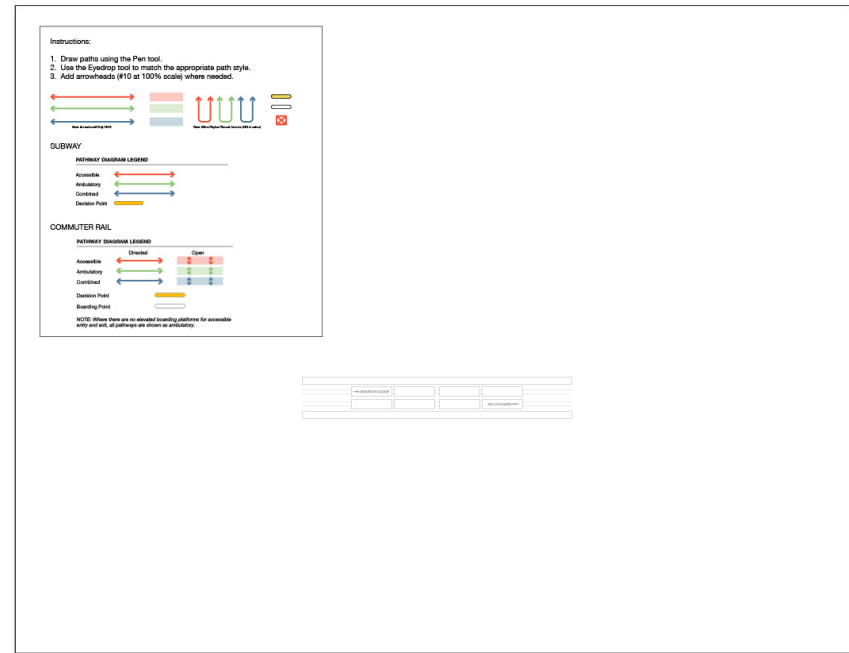 Instructions:
1. Draw paths using the Pen tool.
2. Use the Eyedrop tool to match the appropriate path style.
3. Add arrowheads (#10 at 100% scale) where needed.
SUBWAY
PATHWAY DIAGRAM LEGEND
Accessible
Ambulatory
Combined
Decision Point
COMMUTER RAIL
PATHWAY DIAGRAM LEGEND
Directed Open
Accessible
Ambulatory
Combined
Decision Point
Boarding Point
NOTE: Where there are no elevated boarding platforms for accessible
entry and exit, all pathways are shown as ambulatory.